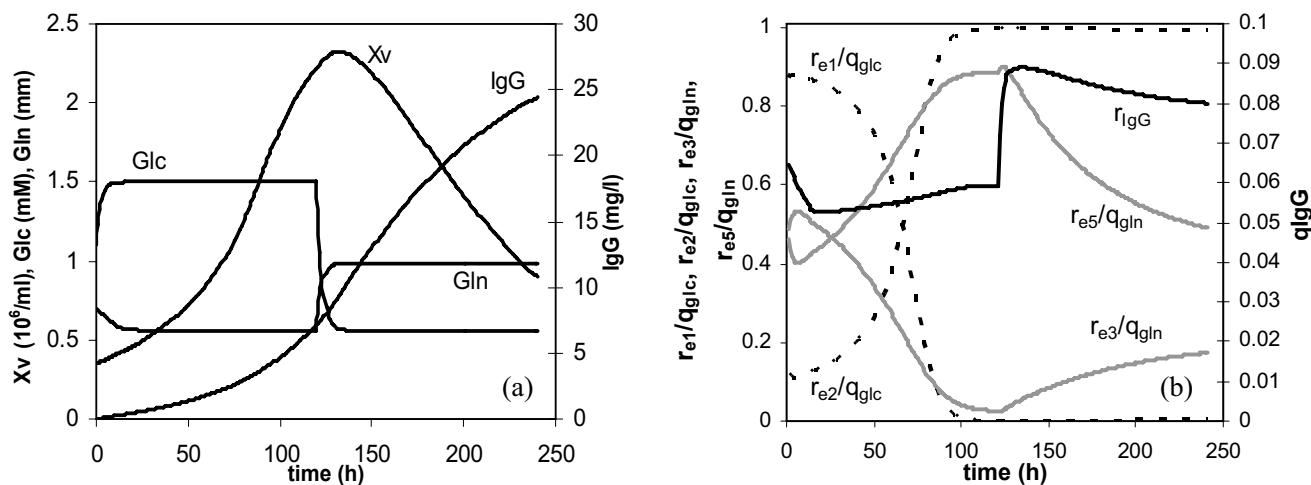 2.5
2
1.5
1
0.5
0
30
25
20
15
10
5
0
0 50 100 150 200 250
Xv (10⁶/ml), Glc (mM), Gln (mm)
IgG (mg/l)
time (h)
Xv
IgG
Glc
Gln
(a)
1
0.8
0.6
0.4
0.2
0
0.1
0.09
0.08
0.07
0.06
0.05
0.04
0.03
0.02
0.01
0
0 50 100 150 200 250
r_e1/q_glc, r_e2/q_glc, r_e3/q_gln,
r_e5/q_gln
qIgG
time (h)
r_e1/q_glc
r_IgG
r_e5/q_gln
r_e3/q_gln
r_e2/q_glc
(b)